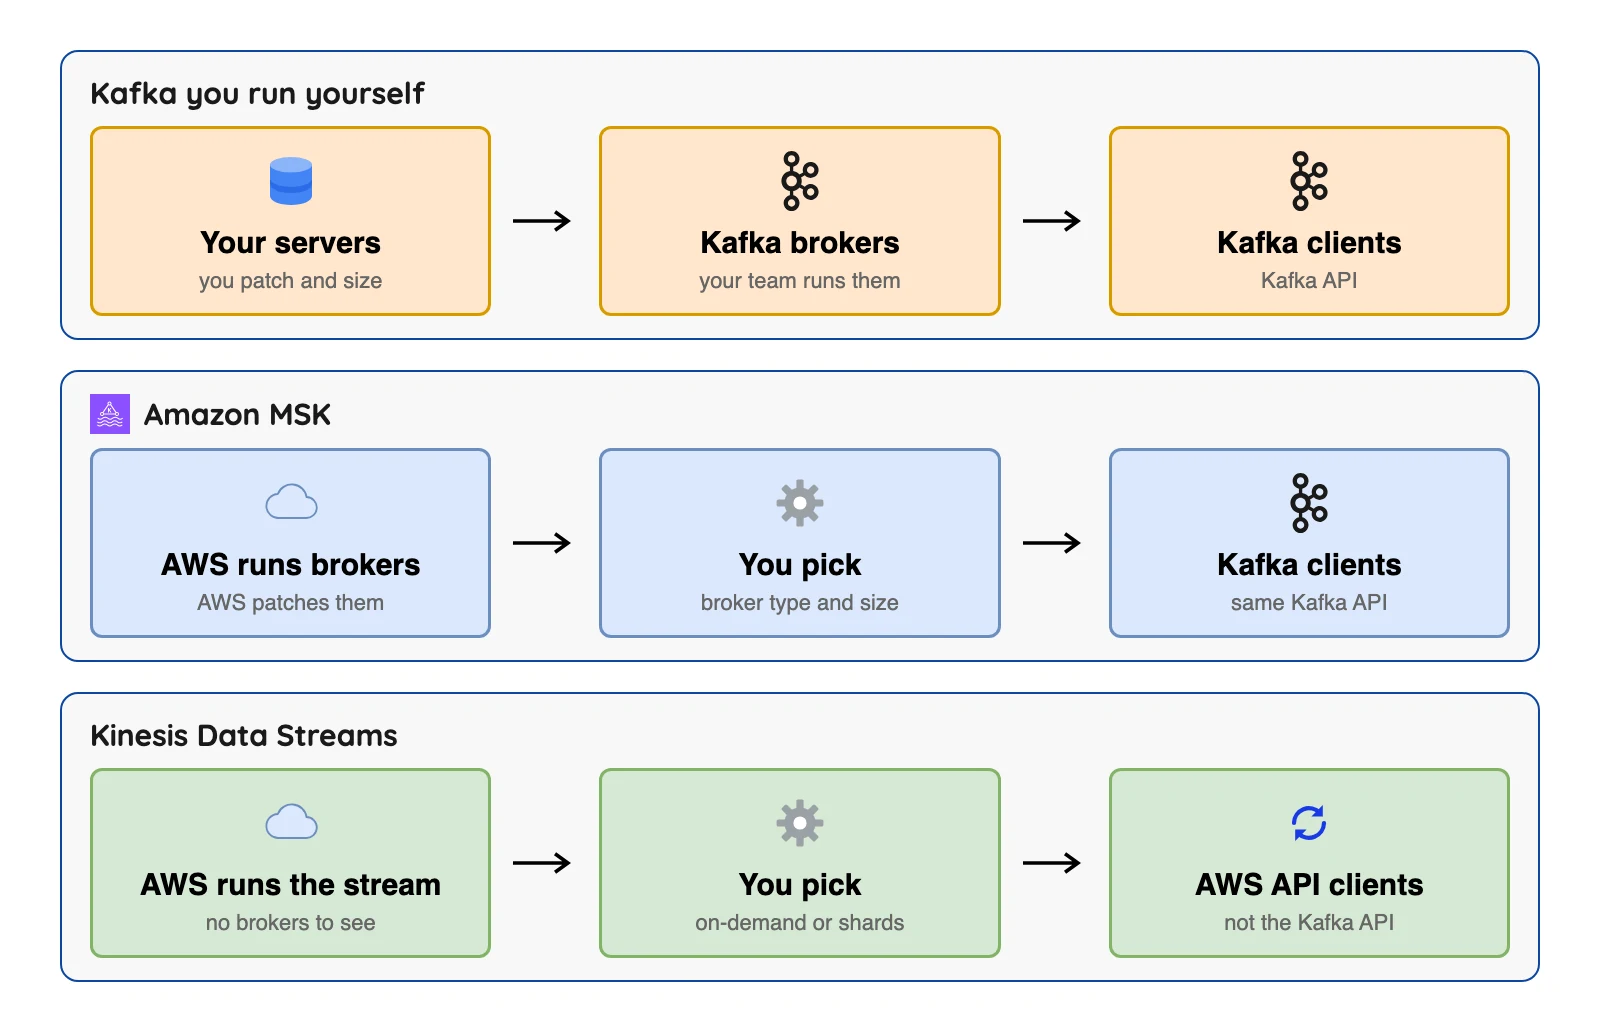 Kafka you run yourself
Your servers
you patch and size
Kafka brokers
your team runs them
Kafka clients
Kafka API
Amazon MSK
AWS runs brokers
AWS patches them
You pick
broker type and size
Kafka clients
same Kafka API
Kinesis Data Streams
AWS runs the stream
no brokers to see
You pick
on-demand or shards
AWS API clients
not the Kafka API